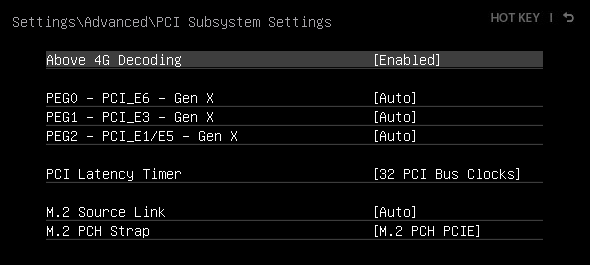 Settings\Advanced\PCI Subsystem Settings
HOT KEY | ↩
Above 4G Decoding [Enabled]
PEG0 - PCI_E6 - Gen X [Auto]
PEG1 - PCI_E3 - Gen X [Auto]
PEG2 - PCI_E1/E5 - Gen X [Auto]
PCI Latency Timer [32 PCI Bus Clocks]
M.2 Source Link [Auto]
M.2 PCH Strap [M.2 PCH PCIE]